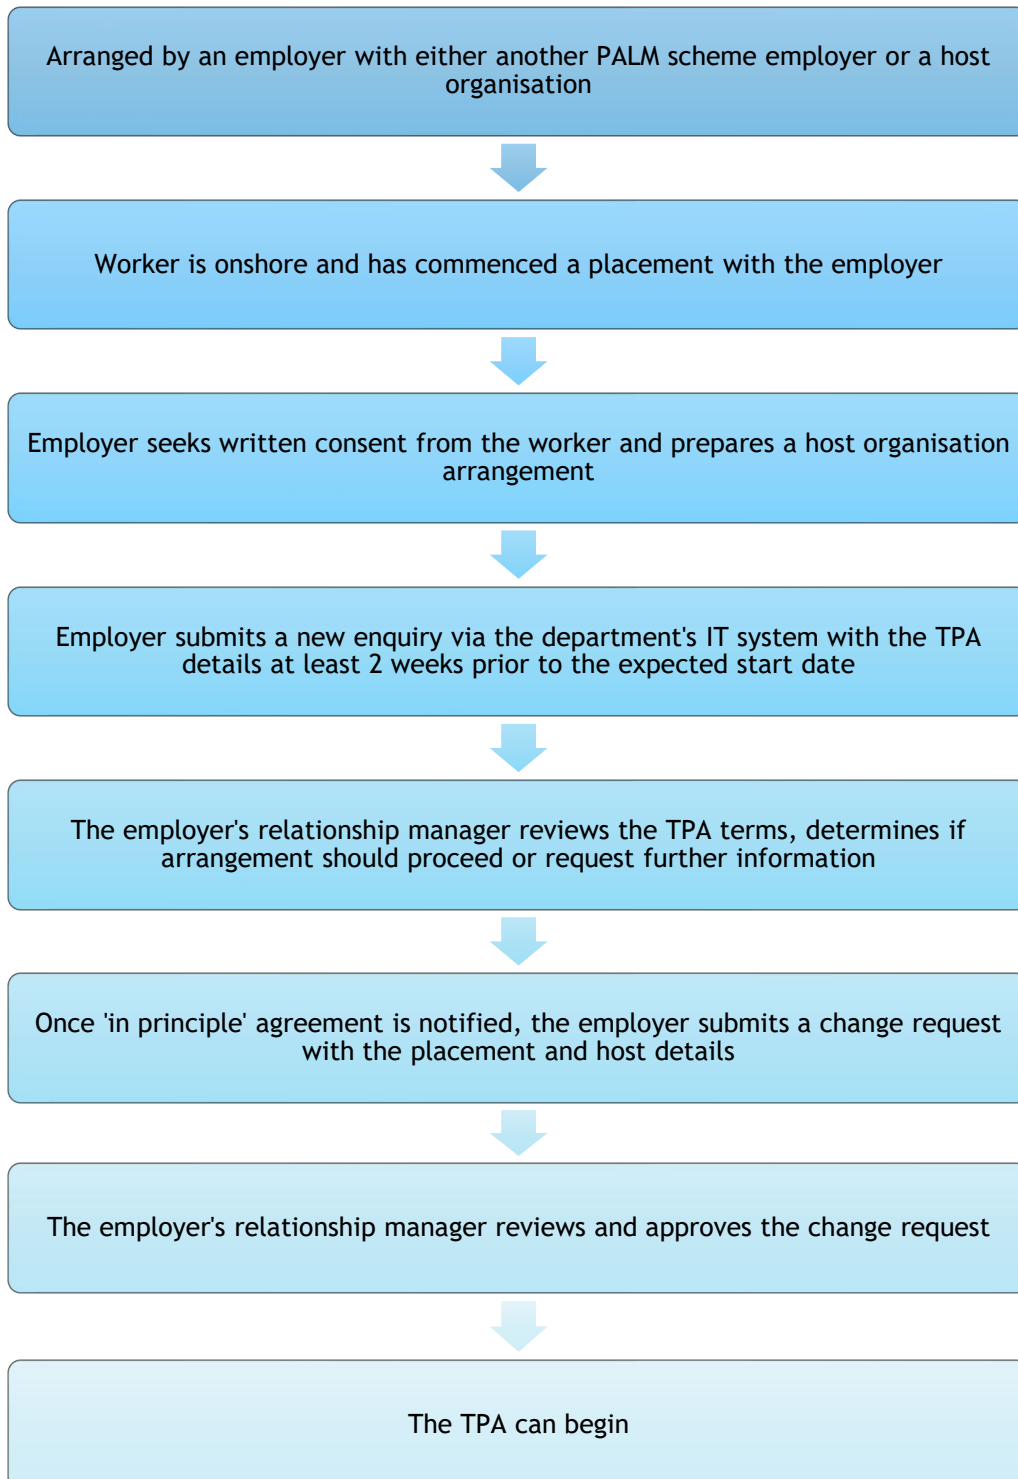 Arranged by an employer with either another PALM scheme employer or a host
organisation
Worker is onshore and has commenced a placement with the employer
Employer seeks written consent from the worker and prepares a host organisation
arrangement
Employer submits a new enquiry via the department's IT system with the TPA
details at least 2 weeks prior to the expected start date
The employer's relationship manager reviews the TPA terms, determines if
arrangement should proceed or request further information
Once 'in principle' agreement is notified, the employer submits a change request
with the placement and host details
The employer's relationship manager reviews and approves the change request
The TPA can begin